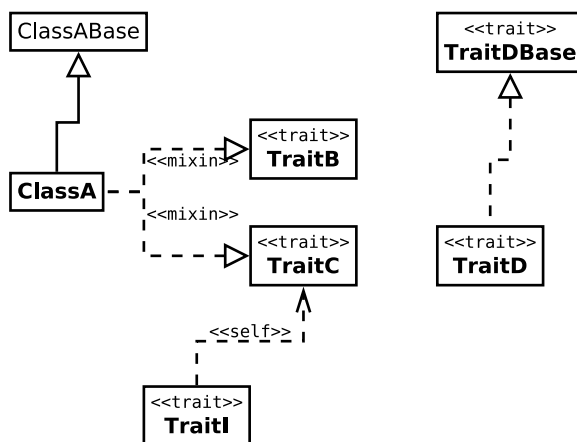 ClassABase
<<trait>>
TraitDBase
<<trait>>
TraitB
<<mixin>>
ClassA
<<mixin>>
<<trait>>
TraitC
<<trait>>
TraitD
<<self>>
<<trait>>
TraitI